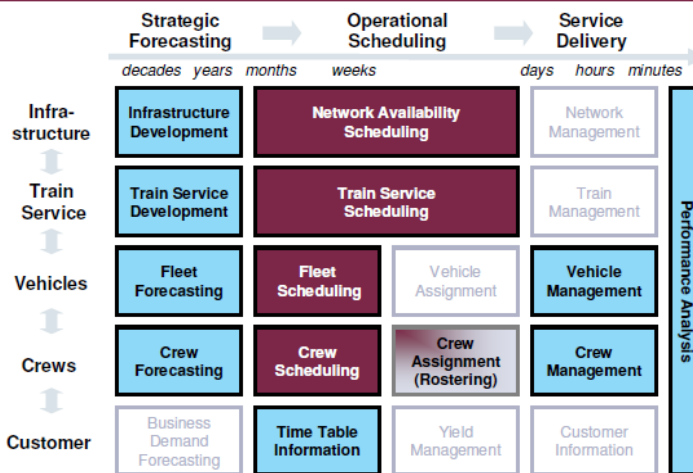 Strategic
Forecasting
Operational
Scheduling
Service
Delivery
decades years months weeks days hours minutes
Infra-
structure
Infrastructure
Development
Network Availability
Scheduling
Network
Management
Train
Service
Train Service
Development
Train Service
Scheduling
Train
Management
Vehicles
Fleet
Forecasting
Fleet
Scheduling
Vehicle
Assignment
Vehicle
Management
Crews
Crew
Forecasting
Crew
Scheduling
Crew
Assignment
(Rostering)
Crew
Management
Customer
Business
Demand
Forecasting
Time Table
Information
Yield
Management
Customer
Information
Performance Analysis